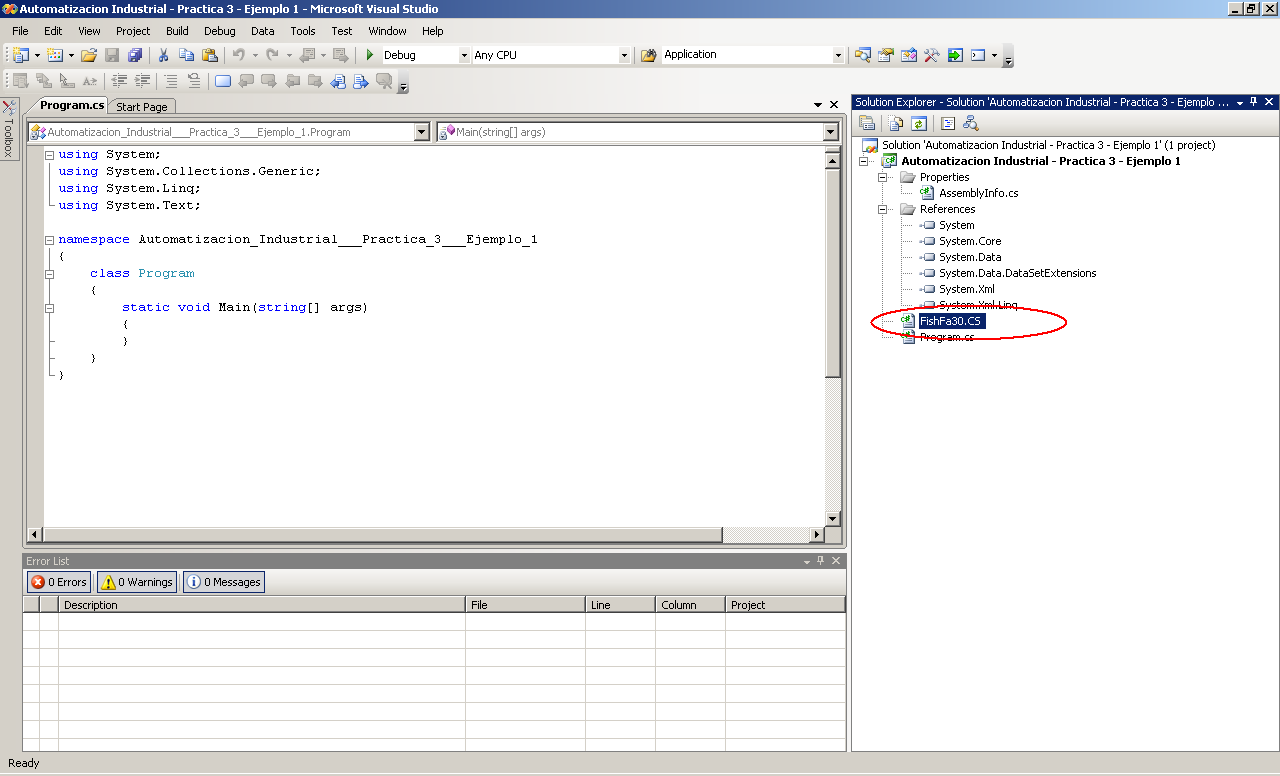 Automatizacion Industrial - Practica 3 - Ejemplo 1 - Microsoft Visual Studio
File Edit View Project Build Debug Data Tools Test Window Help
Debug Any CPU Application
Toolbox
Program.cs Start Page
Automatizacion_Industrial___Practica_3___Ejemplo_1.Program Main(string[] args)
using System;
using System.Collections.Generic;
using System.Linq;
using System.Text;
namespace Automatizacion_Industrial___Practica_3___Ejemplo_1
{
class Program
{
static void Main(string[] args)
{
}
}
}
Error List
0 Errors 0 Warnings 0 Messages
Description File Line Column Project
Solution Explorer - Solution 'Automatizacion Industrial - Practica 3 - Ejemplo ...
Solution 'Automatizacion Industrial - Practica 3 - Ejemplo 1' (1 project)
Automatizacion Industrial - Practica 3 - Ejemplo 1
Properties
AssemblyInfo.cs
References
System
System.Core
System.Data
System.Data.DataSetExtensions
System.Xml
System.Xml.Linq
FishFa30.CS
Program.cs
Ready